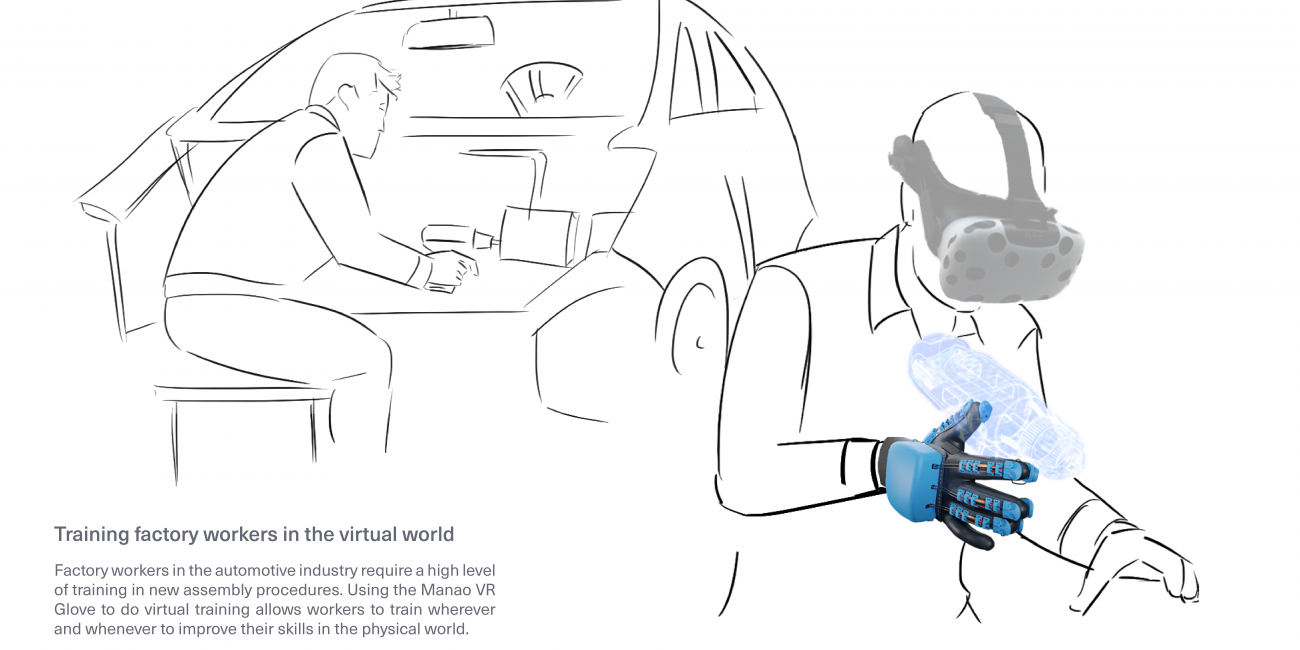 Training factory workers in the virtual world
Factory workers in the automotive industry require a high level
of training in new assembly procedures. Using the Manao VR
Glove to do virtual training allows workers to train wherever
and whenever to improve their skills in the physical world.